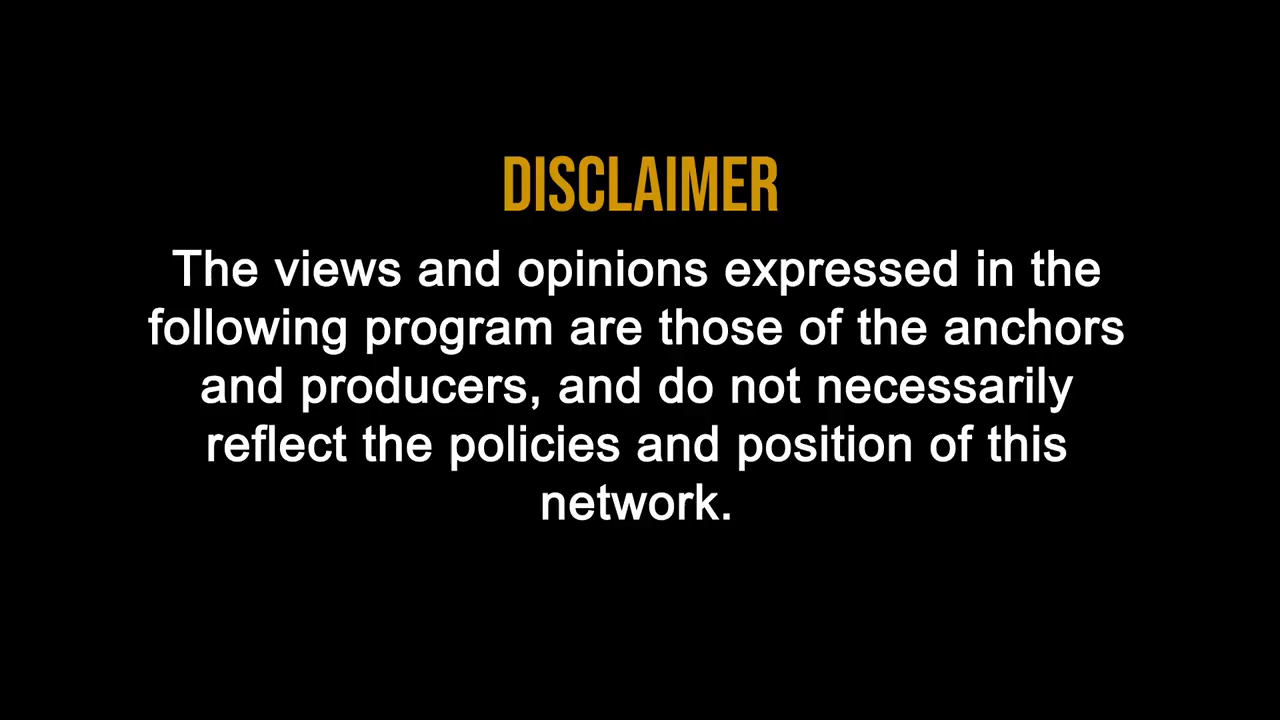 DISCLAIMER
The views and opinions expressed in the
following program are those of the anchors
and producers, and do not necessarily
reflect the policies and position of this
network.